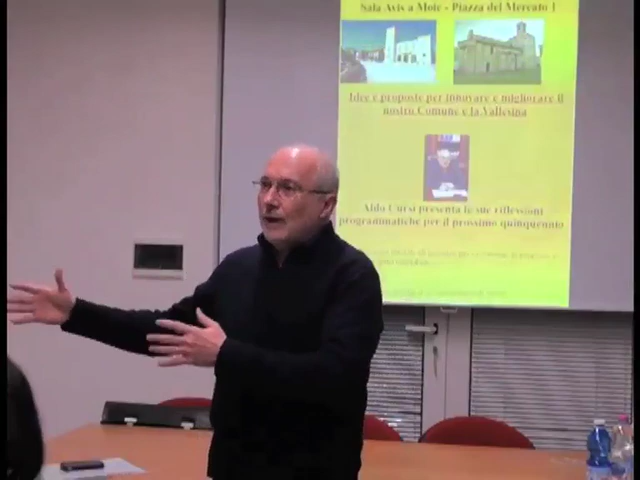 Sala Avis a Moie - Piazza del Mercato 1
Idee e proposte per innovare e migliorare il
nostro Comune e la Vallesina
Aldo Cursi presenta le sue riflessioni
programmatiche per il prossimo quinquennio